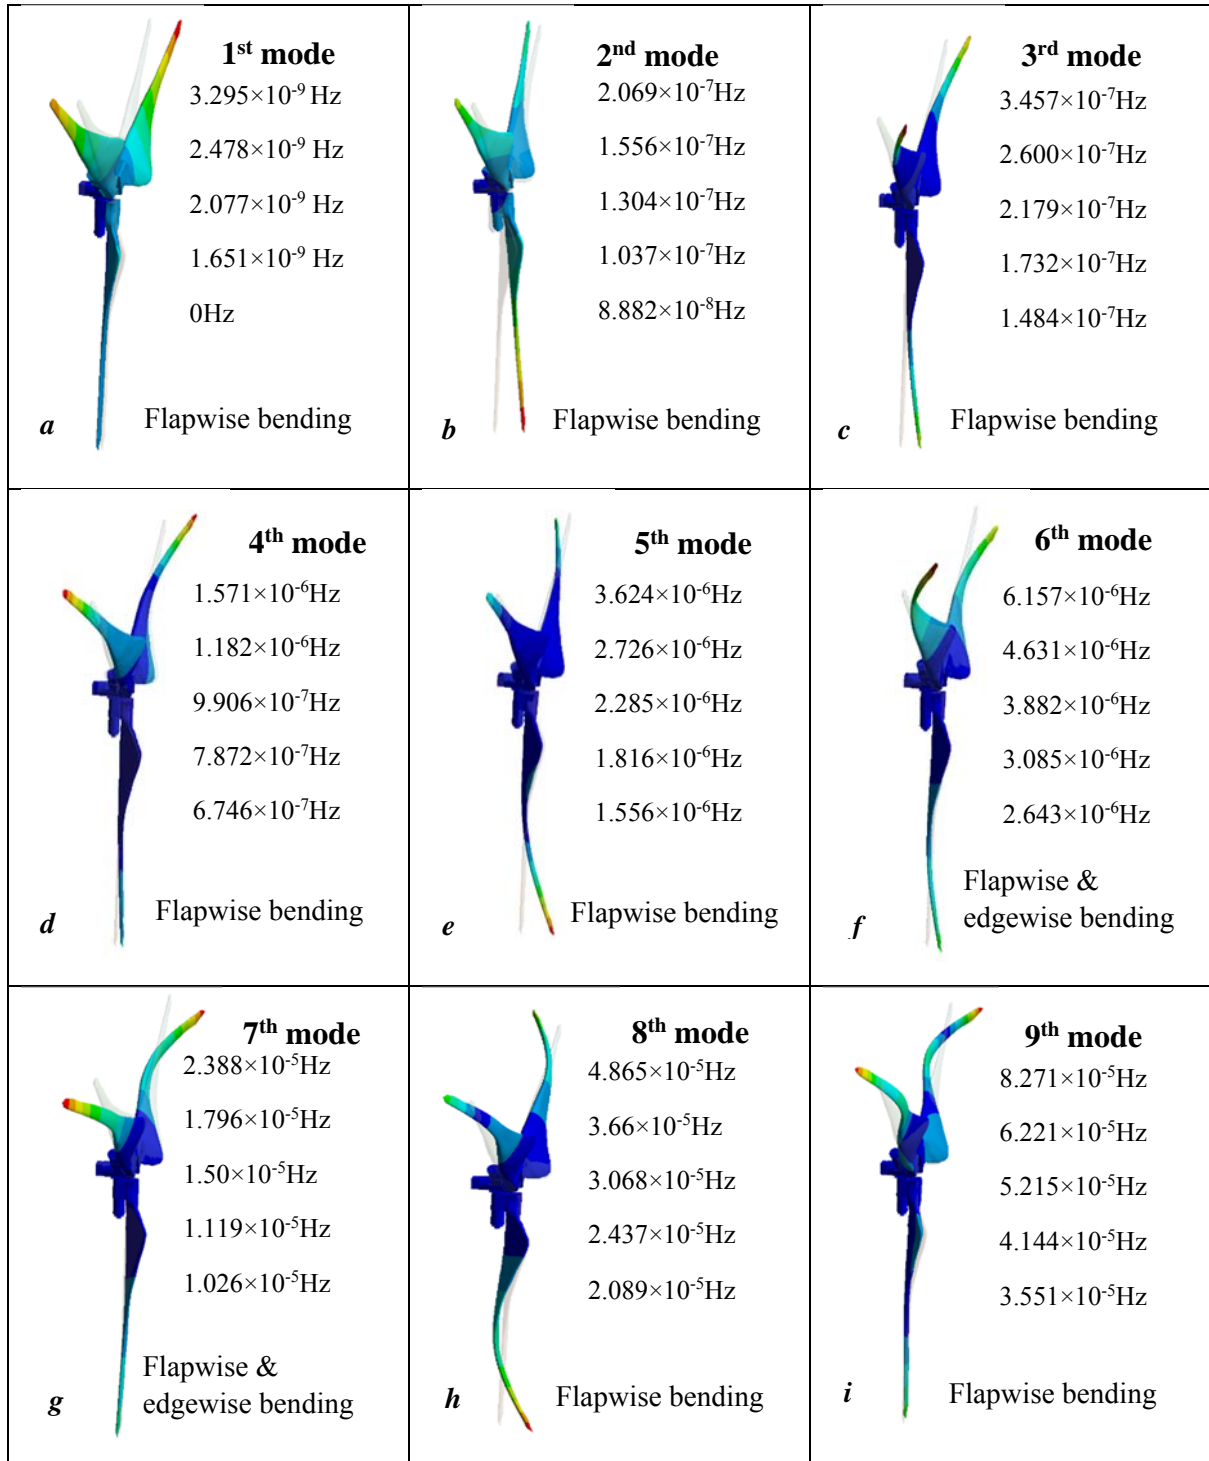 1st mode
3.295×10-9 Hz
2.478×10-9 Hz
2.077×10-9 Hz
1.651×10-9 Hz
0Hz
a Flapwise bending
2nd mode
2.069×10-7Hz
1.556×10-7Hz
1.304×10-7Hz
1.037×10-7Hz
8.882×10-8Hz
b Flapwise bending
3rd mode
3.457×10-7Hz
2.600×10-7Hz
2.179×10-7Hz
1.732×10-7Hz
1.484×10-7Hz
c Flapwise bending
4th mode
1.571×10-6Hz
1.182×10-6Hz
9.906×10-7Hz
7.872×10-7Hz
6.746×10-7Hz
d Flapwise bending
5th mode
3.624×10-6Hz
2.726×10-6Hz
2.285×10-6Hz
1.816×10-6Hz
1.556×10-6Hz
e Flapwise bending
6th mode
6.157×10-6Hz
4.631×10-6Hz
3.882×10-6Hz
3.085×10-6Hz
2.643×10-6Hz
Flapwise &
f edgewise bending
7th mode
2.388×10-5Hz
1.796×10-5Hz
1.50×10-5Hz
1.119×10-5Hz
1.026×10-5Hz
Flapwise &
g edgewise bending
8th mode
4.865×10-5Hz
3.66×10-5Hz
3.068×10-5Hz
2.437×10-5Hz
2.089×10-5Hz
h Flapwise bending
9th mode
8.271×10-5Hz
6.221×10-5Hz
5.215×10-5Hz
4.144×10-5Hz
3.551×10-5Hz
i Flapwise bending